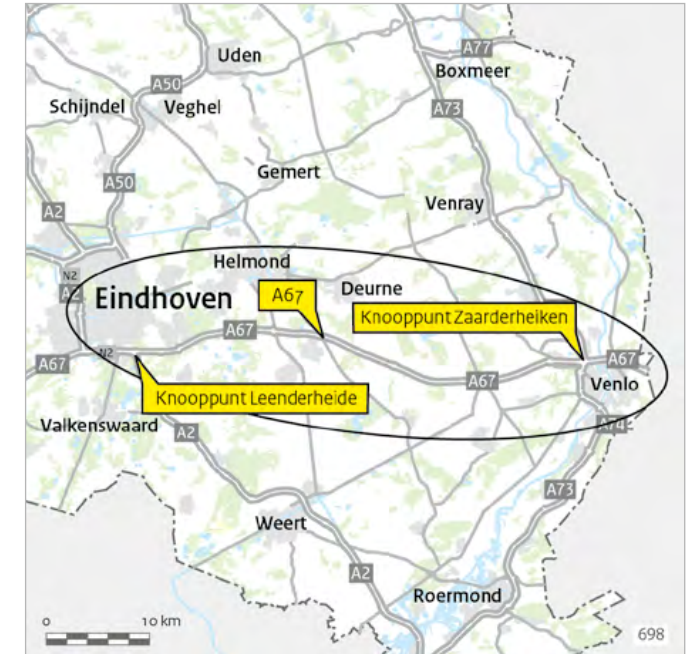 A77
Uden
Boxmeer
A50
Schijndel
Veghel
A73
Gemert
A50
Venray
A2
Helmond
N2
A2
Eindhoven
A67
Deurne
Knooppunt Zaarderheiken
A67
A67
N2
A67
A67
Venlo
Knooppunt Leenderheide
Valkenswaard
A2
A74
A73
Weert
A2
Roermond
0
10 km
698